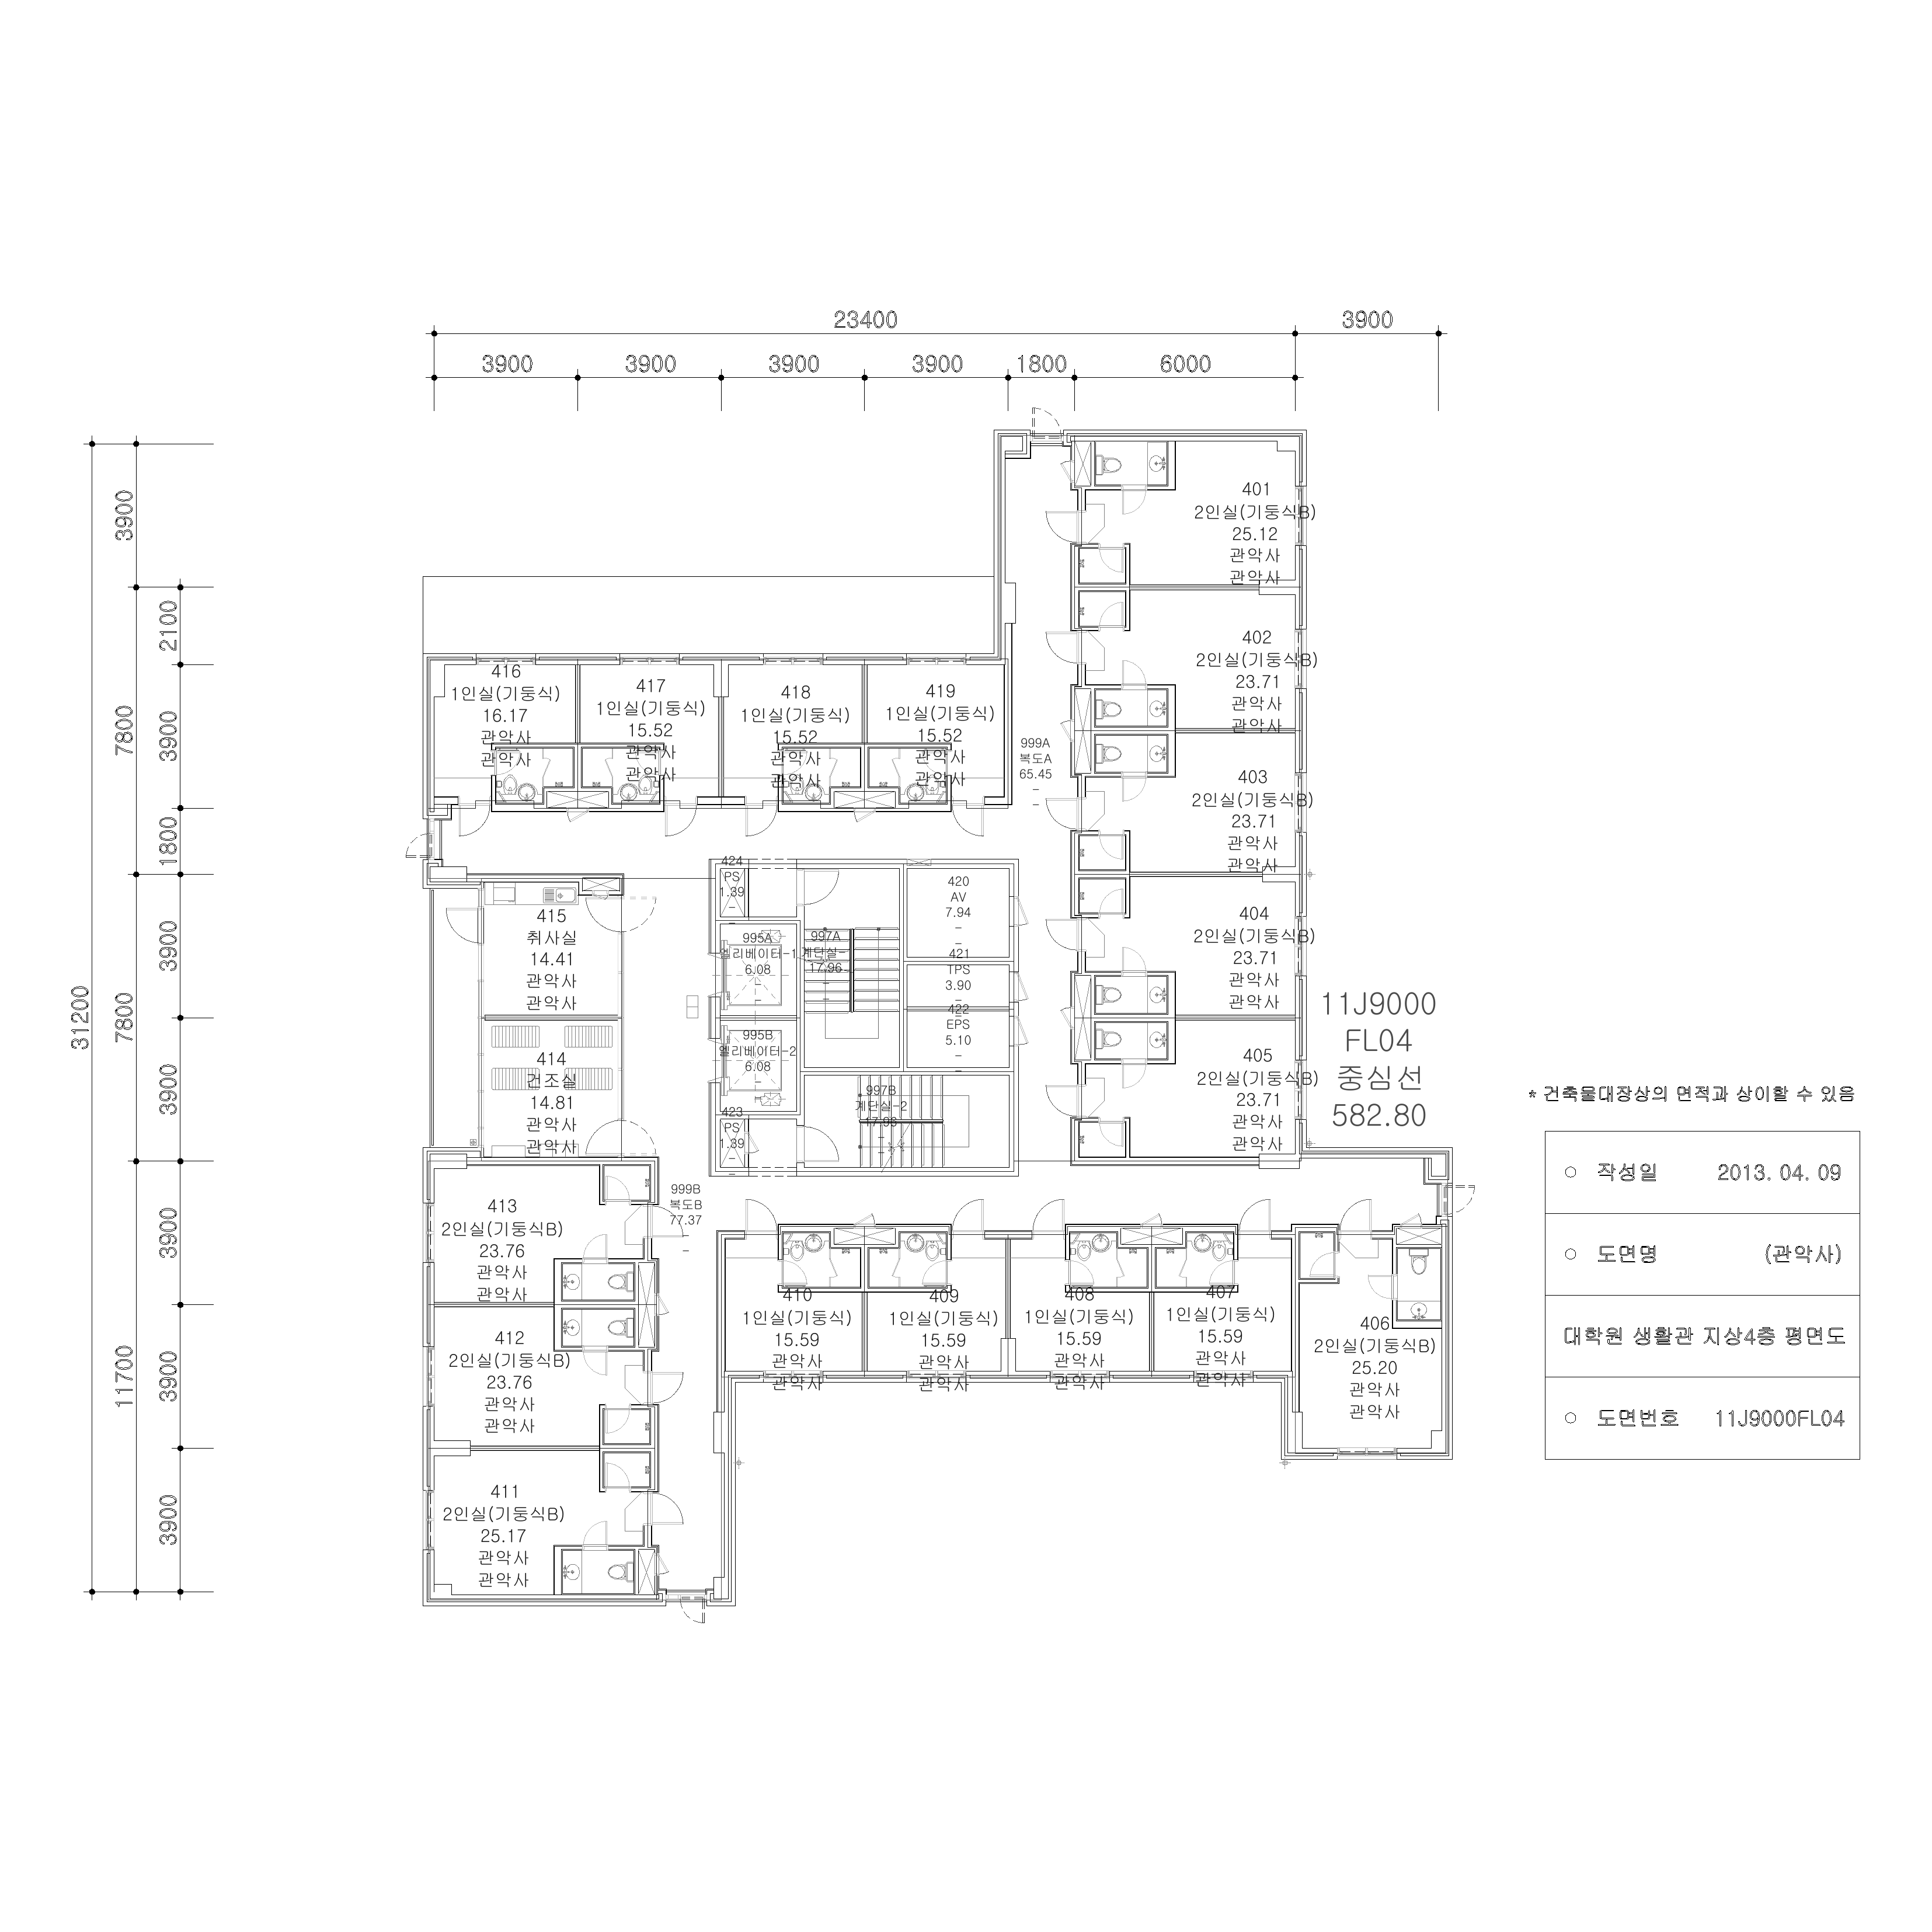 23400
3900
3900
3900
3900
3900
1800
6000
31200
3900
7800
7800
11700
2100
3900
1800
3900
3900
3900
3900
3900
401
2인실(기둥식B)
25.12
관악사
관악사
402
2인실(기둥식B)
23.71
관악사
관악사
403
2인실(기둥식B)
23.71
관악사
관악사
404
2인실(기둥식B)
23.71
관악사
관악사
405
2인실(기둥식B)
23.71
관악사
관악사
416
1인실(기둥식)
16.17
관악사
관악사
417
1인실(기둥식)
15.52
관악사
관악사
418
1인실(기둥식)
15.52
관악사
관악사
419
1인실(기둥식)
15.52
관악사
관악사
999A
복도A
65.45
424
PS
1.39
420
AV
7.94
421
TPS
3.90
422
EPS
5.10
995A
엘리베이터-1
6.08
997A
계단실-
17.96
995B
엘리베이터-2
6.08
997B
계단실-2
17.96
423
PS
1.39
415
취사실
14.41
관악사
관악사
414
건조실
14.81
관악사
관악사
999B
복도B
77.37
413
2인실(기둥식B)
23.76
관악사
관악사
412
2인실(기둥식B)
23.76
관악사
관악사
411
2인실(기둥식B)
25.17
관악사
관악사
410
1인실(기둥식)
15.59
관악사
관악사
409
1인실(기둥식)
15.59
관악사
관악사
408
1인실(기둥식)
15.59
관악사
관악사
407
1인실(기둥식)
15.59
관악사
관악사
406
2인실(기둥식B)
25.20
관악사
관악사
11J9000
FL04
중심선
582.80
* 건축물대장상의 면적과 상이할 수 있음
○ 작성일 2013. 04. 09
○ 도면명 (관악사)
대학원 생활관 지상4층 평면도
○ 도면번호 11J9000FL04